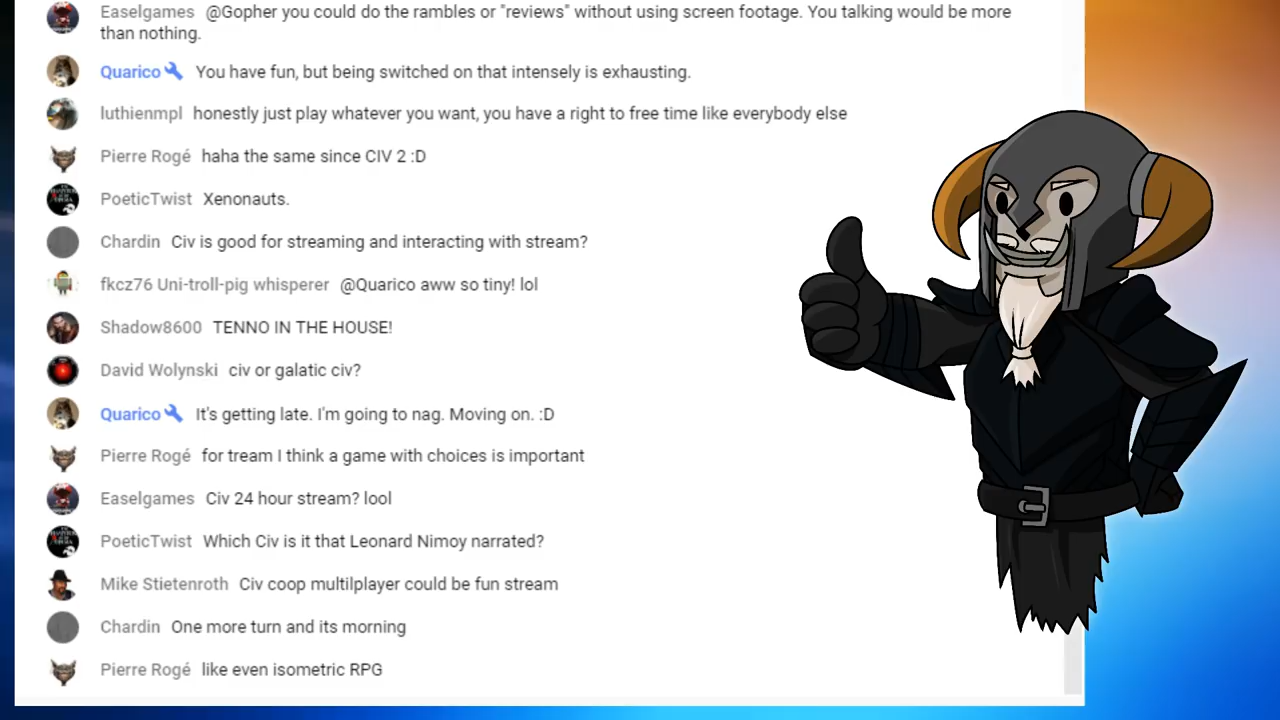 Easelgames @Gopher you could do the rambles or "reviews" without using screen footage. You talking would be more
than nothing.
Quarico You have fun, but being switched on that intensely is exhausting.
luthienmpl honestly just play whatever you want, you have a right to free time like everybody else
Pierre Rogé haha the same since CIV 2 :D
PoeticTwist Xenonauts.
Chardin Civ is good for streaming and interacting with stream?
fkcz76 Uni-troll-pig whisperer @Quarico aww so tiny! lol
Shadow8600 TENNO IN THE HOUSE!
David Wolynski civ or galatic civ?
Quarico It's getting late. I'm going to nag. Moving on. :D
Pierre Rogé for tream I think a game with choices is important
Easelgames Civ 24 hour stream? lool
PoeticTwist Which Civ is it that Leonard Nimoy narrated?
Mike Stietenroth Civ coop multilplayer could be fun stream
Chardin One more turn and its morning
Pierre Rogé like even isometric RPG